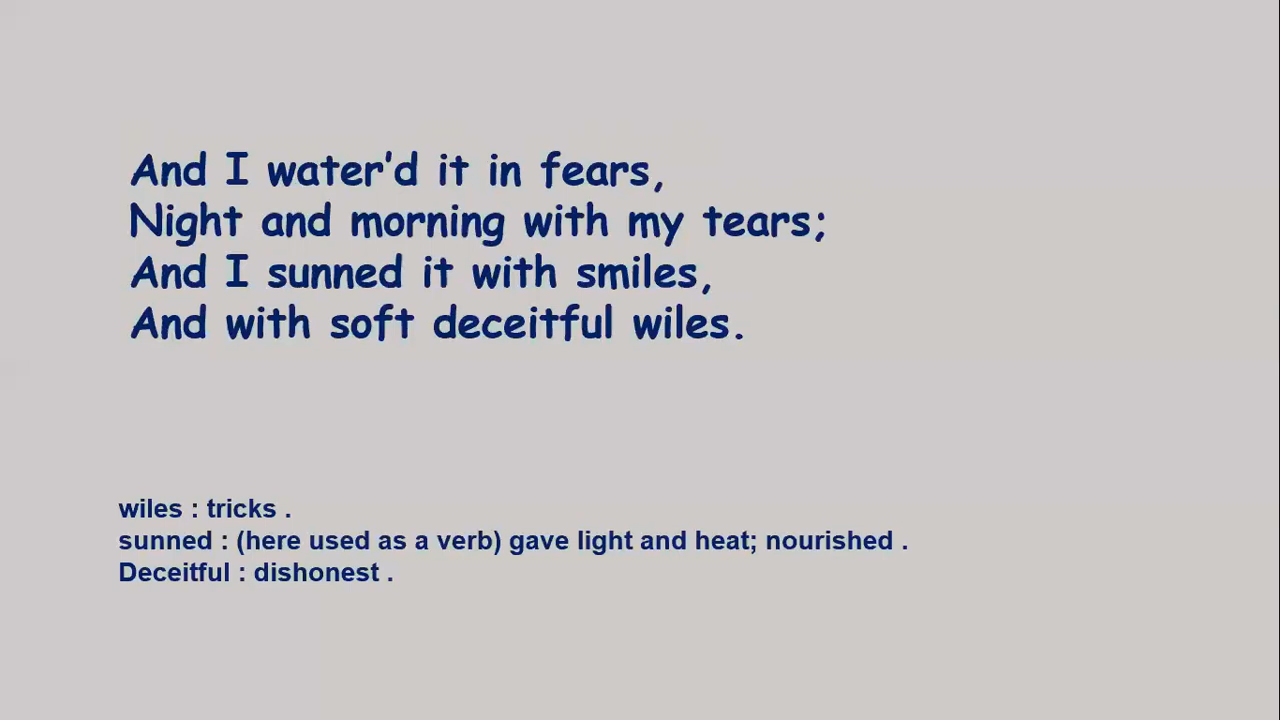 And I water'd it in fears,
Night and morning with my tears;
And I sunned it with smiles,
And with soft deceitful wiles.
wiles : tricks .
sunned : (here used as a verb) gave light and heat; nourished .
Deceitful : dishonest .